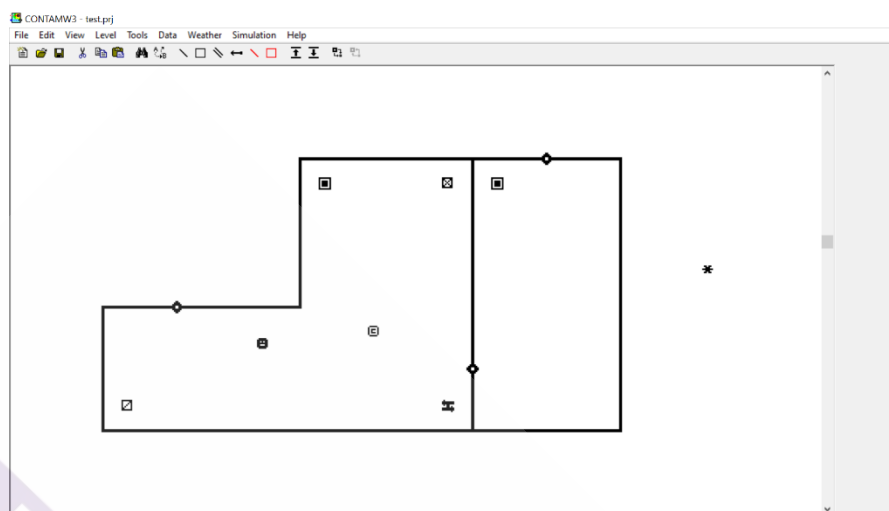 CONTAMW3 - test.prj
File Edit View Level Tools Data Weather Simulation Help
C